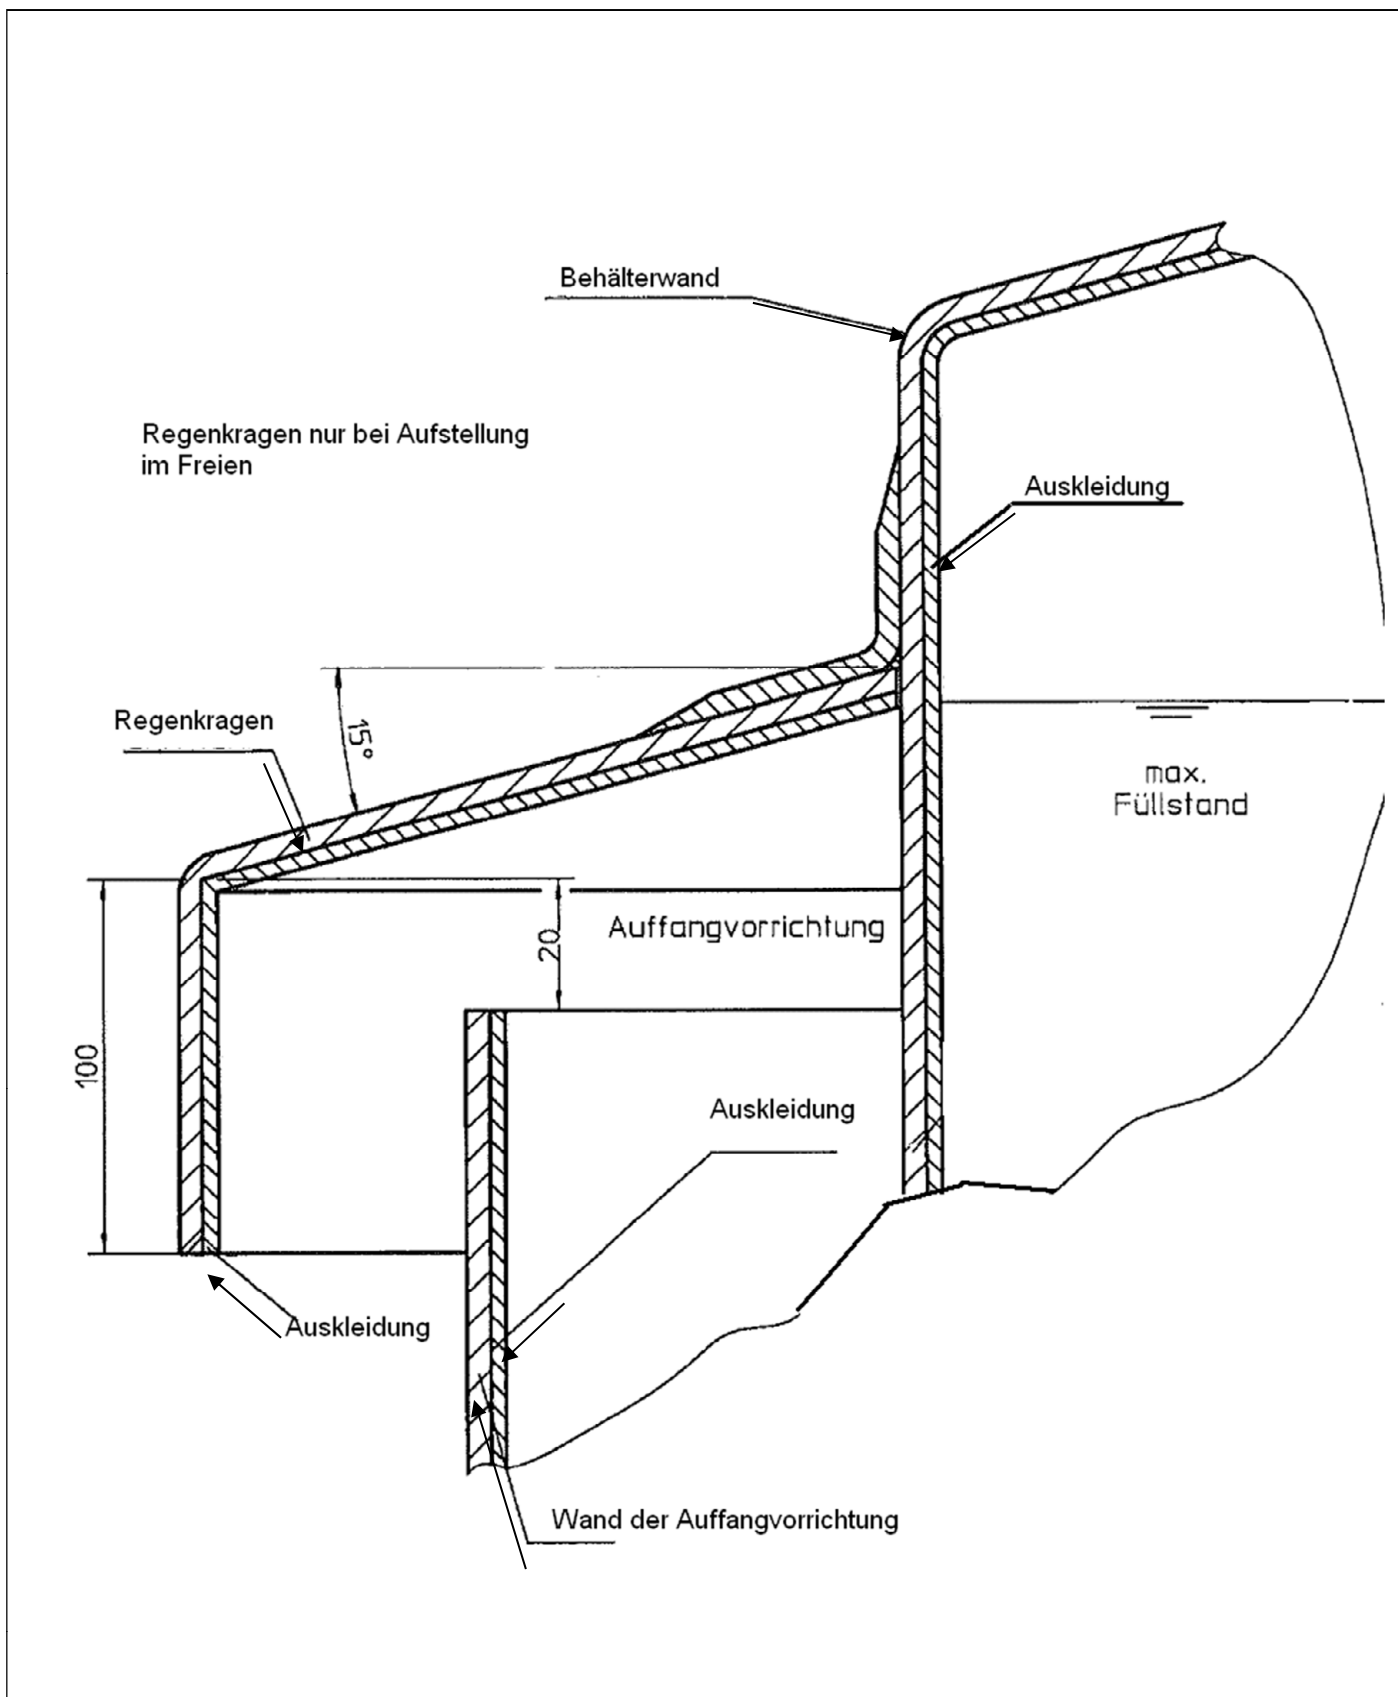 Behälterwand
Regenkragen nur bei Aufstellung
im Freien
Auskleidung
Regenkragen
15°
max.
Füllstand
Auffangvorrichtung
20
100
Auskleidung
Auskleidung
Wand der Auffangvorrichtung